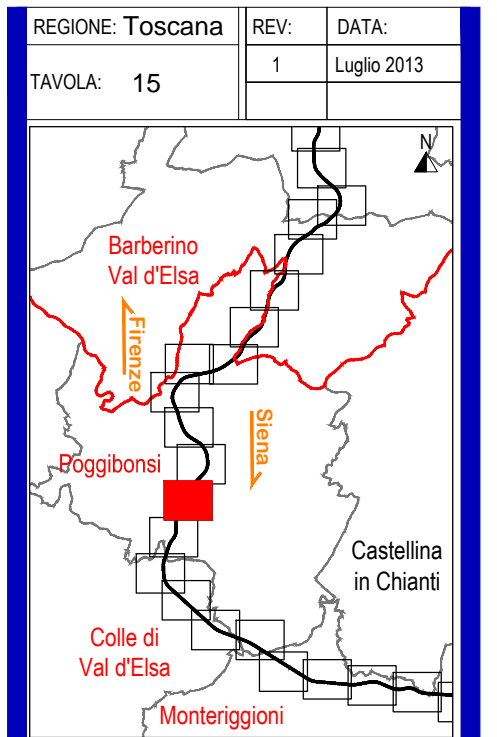 REGIONE: Toscana
REV:
DATA:
TAVOLA: 15
1
Luglio 2013
N
Barberino
Val d'Elsa
Firenze
Siena
Poggibonsi
Castellina
in Chianti
Colle di
Val d'Elsa
Monteriggioni